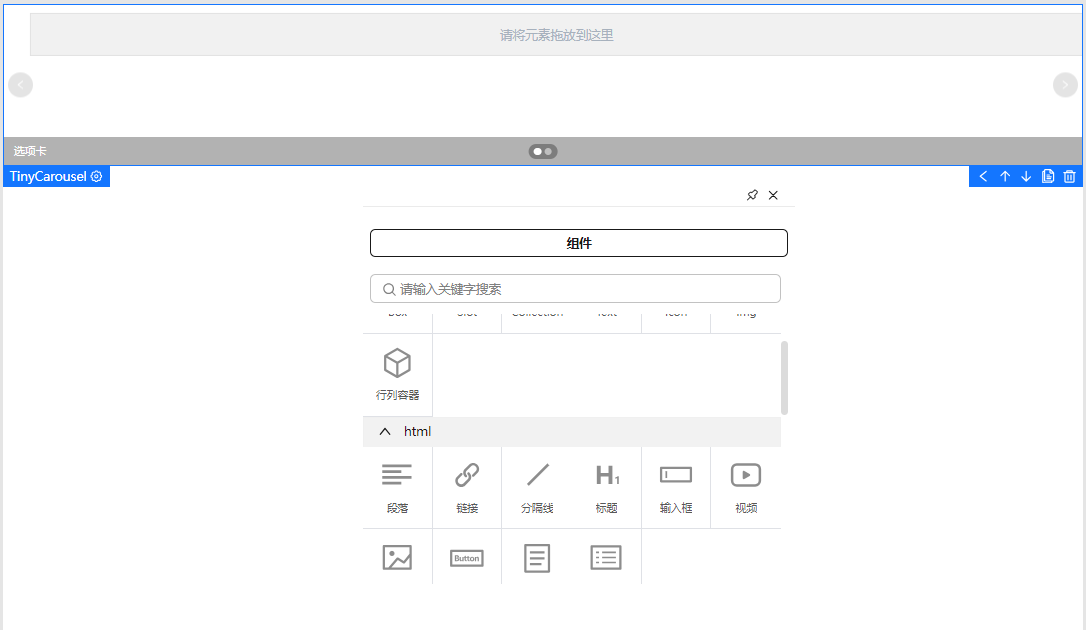 请将元素拖放到这里
选项卡
TinyCarousel
组件
请输入关键字搜索
Box Slot Collection Text Icon Img
行列容器
html
段落 链接 分隔线 标题 输入框 视频
Button